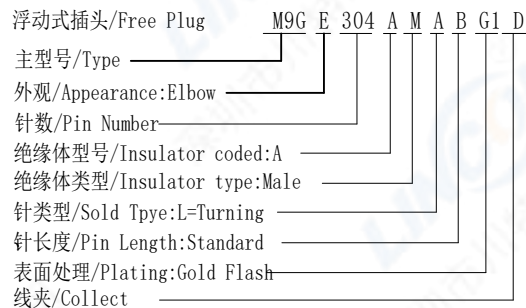 浮动式插头/Free Plug M9G E 304 A M A B G1 D
主型号/Type
外观/Appearance:Elbow
针数/Pin Number
绝缘体型号/Insulator coded:A
绝缘体类型/Insulator type:Male
针类型/Sold Tpye:L=Turning
针长度/Pin Length:Standard
表面处理/Plating:Gold Flash
线夹/Collect